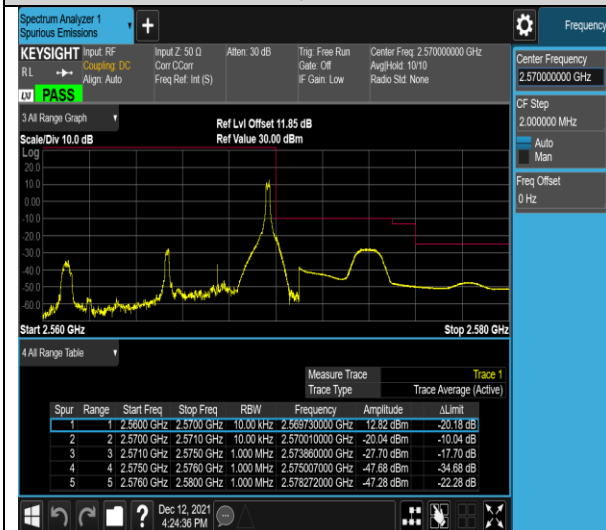 Spectrum Analyzer 1
Spurious Emissions
Frequency
KEYSIGHT
RL
LXI PASS
Input: RF
Coupling: DC
Align: Auto
Input Z: 50 Ω
Corr CCorr
Freq Ref: Int (S)
Atten: 30 dB
Trig: Free Run
Gate: Off
IF Gain: Low
Center Freq: 2.570000000 GHz
Avg|Hold: 10/10
Radio Std: None
Center Frequency
2.570000000 GHz
CF Step
2.000000 MHz
Auto
Man
Freq Offset
0 Hz
3 All Range Graph
Scale/Div 10.0 dB
Ref Lvl Offset 11.85 dB
Ref Value 30.00 dBm
Log
20.0
10.0
0.00
-10.0
-20.0
-30.0
-40.0
-50.0
-60.0
Start 2.560 GHz
Stop 2.580 GHz
4 All Range Table
Measure Trace Trace 1
Trace Type Trace Average (Active)
Spur Range Start Freq Stop Freq RBW Frequency Amplitude ΔLimit
1 1 2.5600 GHz 2.5700 GHz 10.00 kHz 2.569730000 GHz 12.82 dBm -20.18 dB
2 2 2.5700 GHz 2.5710 GHz 10.00 kHz 2.570010000 GHz -20.04 dBm -10.04 dB
3 3 2.5710 GHz 2.5750 GHz 1.000 MHz 2.573860000 GHz -27.70 dBm -17.70 dB
4 4 2.5750 GHz 2.5760 GHz 1.000 MHz 2.575007000 GHz -47.68 dBm -34.68 dB
5 5 2.5760 GHz 2.5800 GHz 1.000 MHz 2.578272000 GHz -47.28 dBm -22.28 dB
Dec 12, 2021
4:24:36 PM